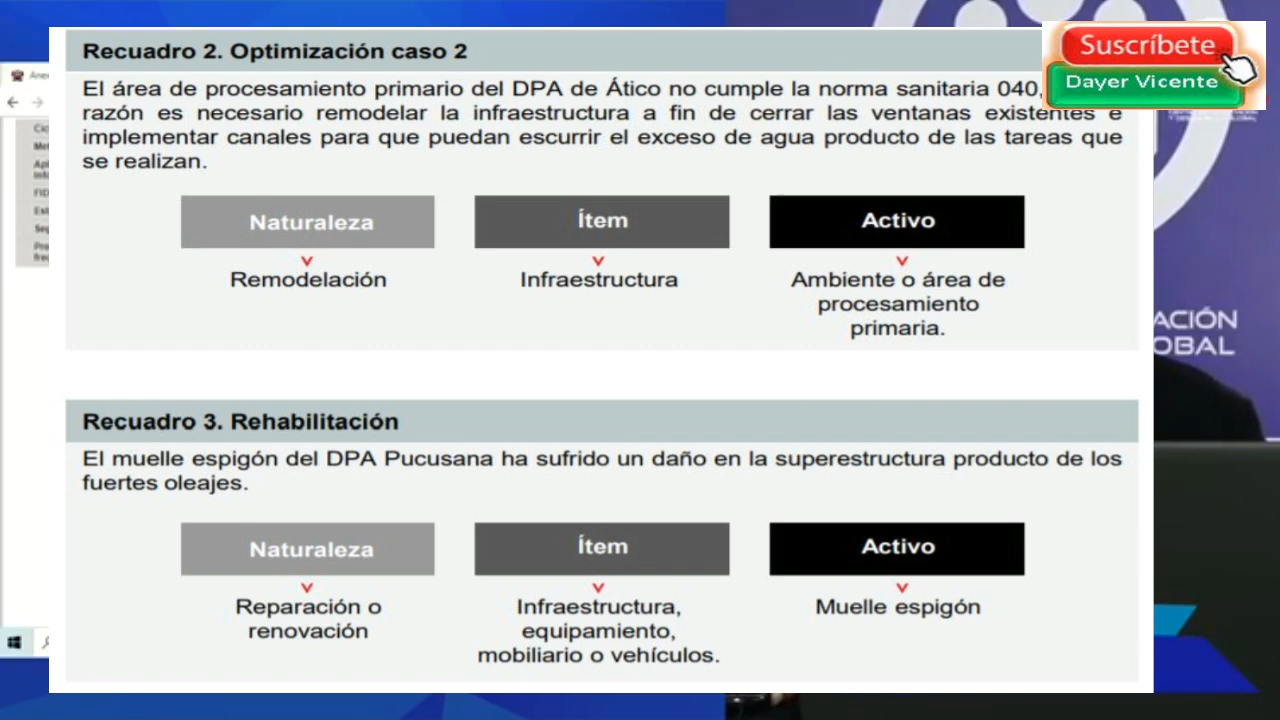 Recuadro 2. Optimización caso 2
Suscríbete
Dayer Vicente
El área de procesamiento primario del DPA de Ático no cumple la norma sanitaria 040,
razón es necesario remodelar la infraestructura a fin de cerrar las ventanas existentes e
implementar canales para que puedan escurrir el exceso de agua producto de las tareas que
se realizan.
Naturaleza
Ítem
Activo
Remodelación
Infraestructura
Ambiente o área de
procesamiento
primaria.
ACIÓN
OBAL
Recuadro 3. Rehabilitación
El muelle espigón del DPA Pucusana ha sufrido un daño en la superestructura producto de los
fuertes oleajes.
Naturaleza
Ítem
Activo
Reparación o
renovación
Infraestructura,
equipamiento,
mobiliario o vehículos.
Muelle espigón